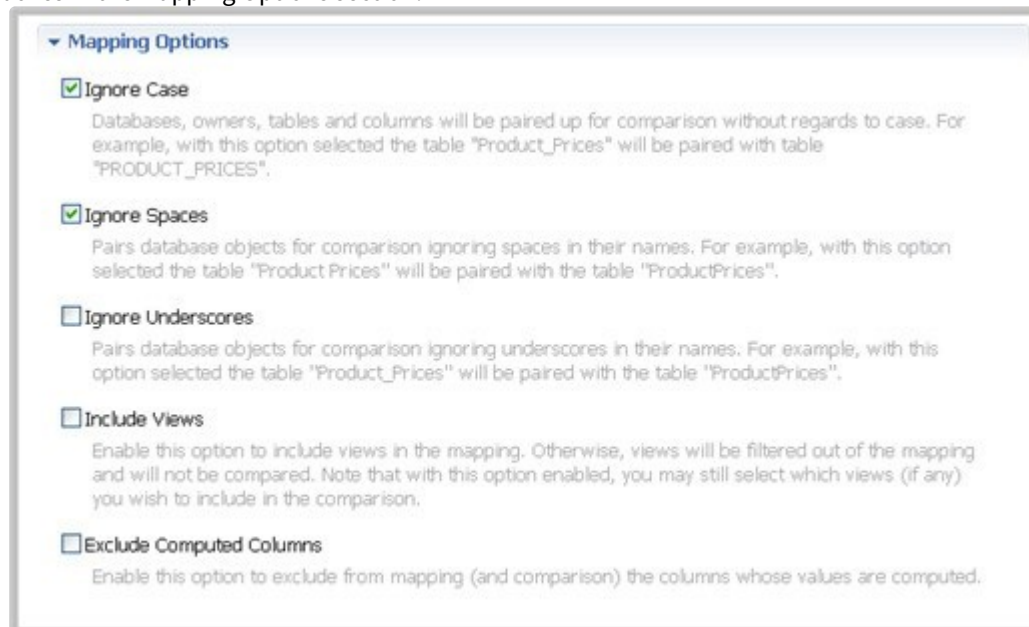 Mapping Options
Ignore Case
Databases, owners, tables and columns will be paired up for comparison without regards to case. For
example, with this option selected the table "Product_Prices" will be paired with table
"PRODUCT_PRICES".
Ignore Spaces
Pairs database objects for comparison ignoring spaces in their names. For example, with this option
selected the table "Product Prices" will be paired with the table "ProductPrices".
Ignore Underscores
Pairs database objects for comparison ignoring underscores in their names. For example, with this
option selected the table "Product_Prices" will be paired with the table "ProductPrices".
Include Views
Enable this option to include views in the mapping. Otherwise, views will be filtered out of the mapping
and will not be compared. Note that with this option enabled, you may still select which views (if any)
you wish to include in the comparison.
Exclude Computed Columns
Enable this option to exclude from mapping (and comparison) the columns whose values are computed.